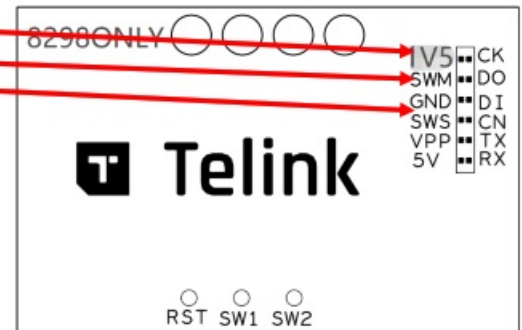 8298ONLY
1V5 CK
SWM DO
GND DI
SWS CN
VPP TX
5V RX
Telink
RST SW1 SW2